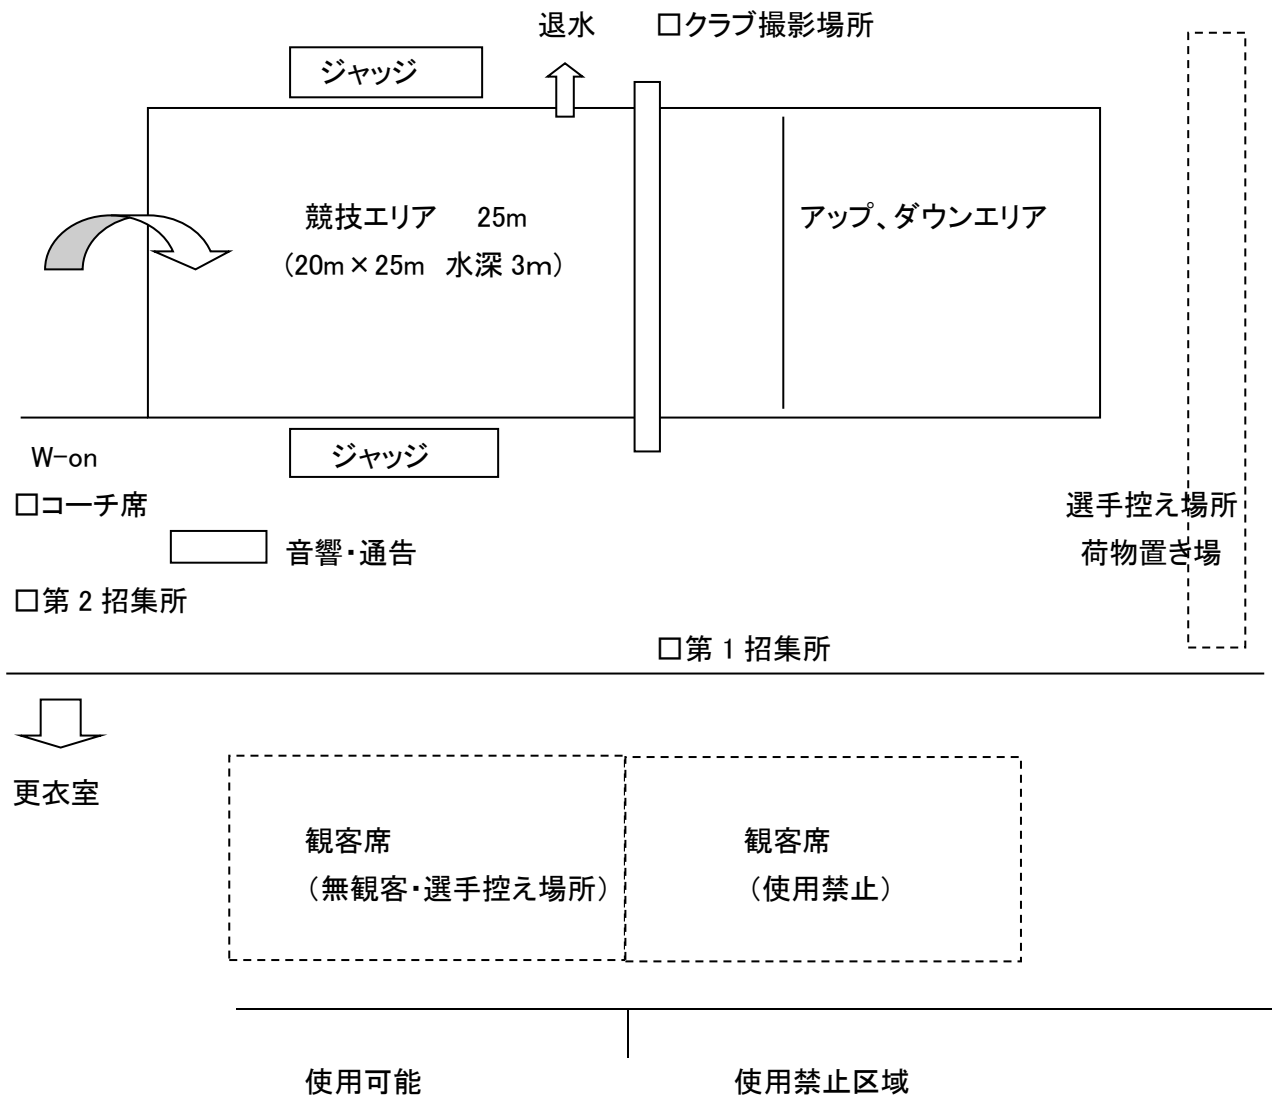 退水 □クラブ撮影場所
ジャッジ
競技エリア 25m
（20m×25m 水深 3ｍ）
アップ、ダウンエリア
W-on
ジャッジ
□コーチ席
選手控え場所
音響・通告
荷物置き場
□第 2 招集所
□第 1 招集所
更衣室
観客席
（無観客・選手控え場所）
観客席
（使用禁止）
使用可能
使用禁止区域